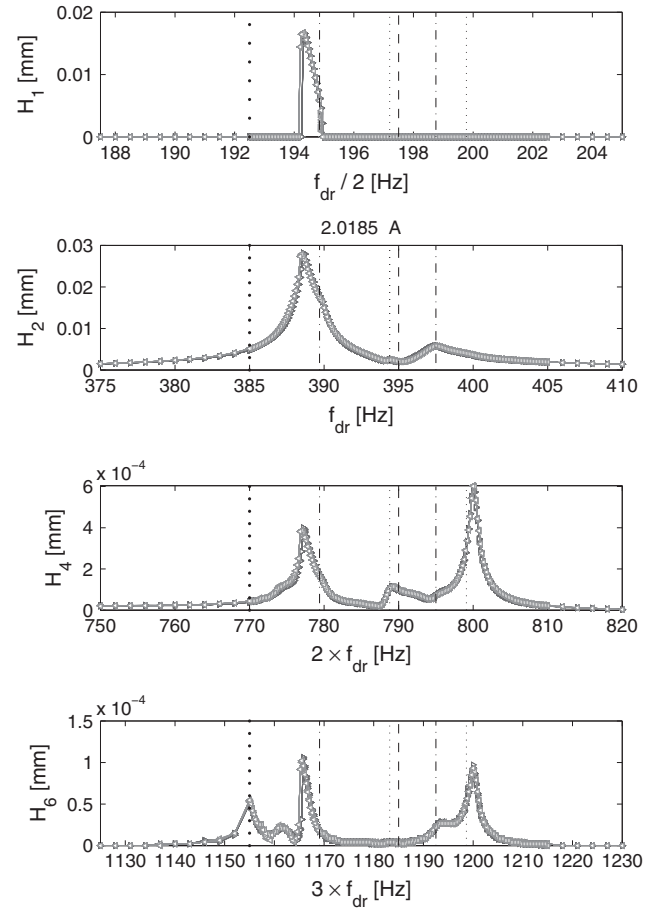 0.02
0.01
0
H1 [mm]
188 190 192 194 196 198 200 202 204
fdr / 2 [Hz]
2.0185 A
0.03
0.02
0.01
0
H2 [mm]
375 380 385 390 395 400 405 410
fdr [Hz]
x 10⁻⁴
6
4
2
0
H4 [mm]
750 760 770 780 790 800 810 820
2 × fdr [Hz]
x 10⁻⁴
1.5
1
0.5
0
H6 [mm]
1130 1140 1150 1160 1170 1180 1190 1200 1210 1220 1230
3 × fdr [Hz]